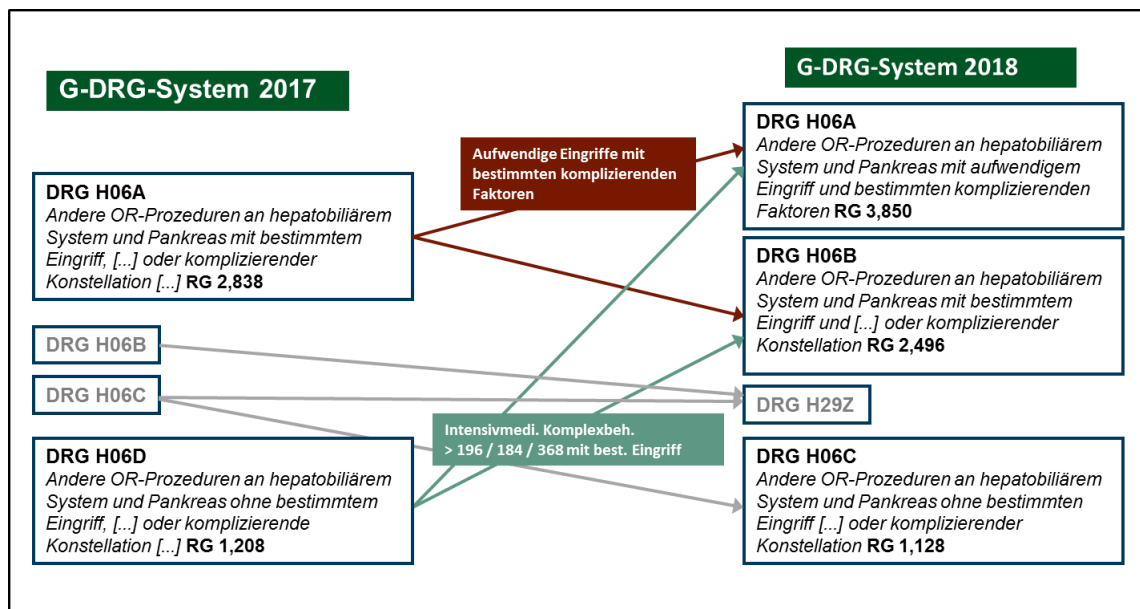 G-DRG-System 2017
DRG H06A
Andere OR-Prozeduren an hepatobiliärem
System und Pankreas mit bestimmtem
Eingriff, [...] oder komplizierender
Konstellation [...] RG 2,838
DRG H06B
DRG H06C
DRG H06D
Andere OR-Prozeduren an hepatobiliärem
System und Pankreas ohne bestimmtem
Eingriff, [...] oder komplizierende
Konstellation [...] RG 1,208
Aufwendige Eingriffe mit
bestimmten komplizierenden
Faktoren
Intensivmedi. Komplexbeh.
> 196 / 184 / 368 mit best. Eingriff
G-DRG-System 2018
DRG H06A
Andere OR-Prozeduren an hepatobiliärem
System und Pankreas mit aufwendigem
Eingriff und bestimmten komplizierenden
Faktoren RG 3,850
DRG H06B
Andere OR-Prozeduren an hepatobiliärem
System und Pankreas mit bestimmtem
Eingriff und [...] oder komplizierender
Konstellation RG 2,496
DRG H29Z
DRG H06C
Andere OR-Prozeduren an hepatobiliärem
System und Pankreas ohne bestimmten
Eingriff [...] oder komplizierender
Konstellation RG 1,128